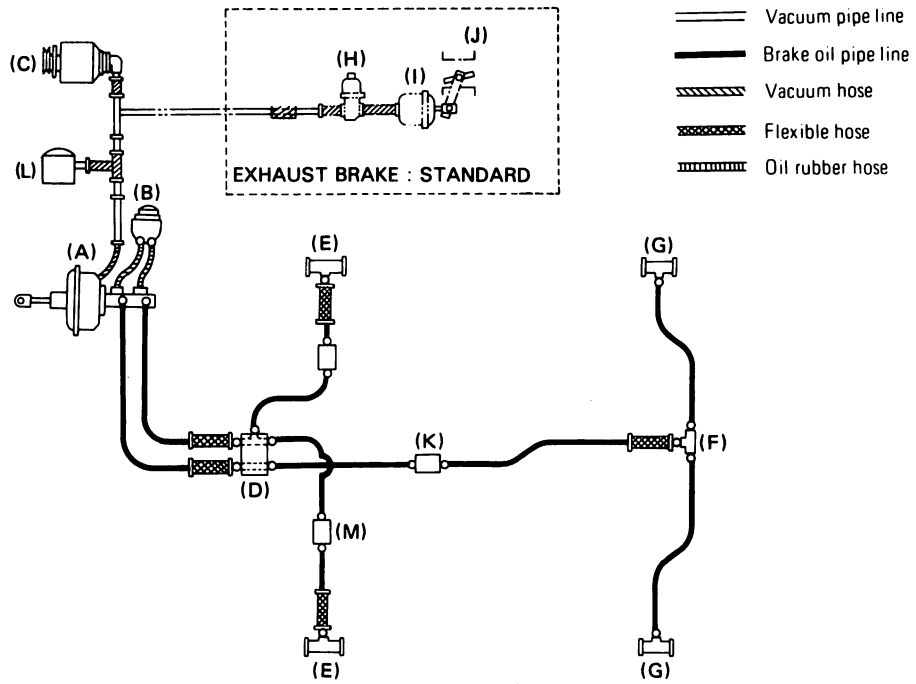 (C)
(H)
(I)
(J)
(L)
(B)
(A)
EXHAUST BRAKE : STANDARD
Vacuum pipe line
Brake oil pipe line
Vacuum hose
Flexible hose
Oil rubber hose
(E)
(G)
(D)
(K)
(F)
(M)
(E)
(G)